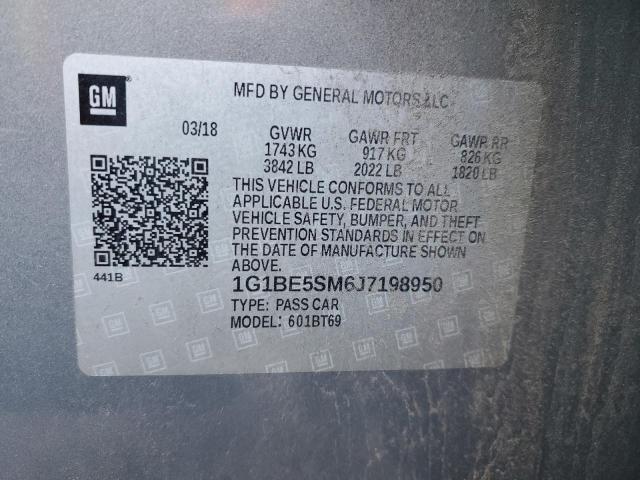 GM
MFD BY GENERAL MOTORS LLC
03/18 GVWR GAWR FRT GAWR RR
1743 KG 917 KG 826 KG
3842 LB 2022 LB 1820 LB
THIS VEHICLE CONFORMS TO ALL
APPLICABLE U.S. FEDERAL MOTOR
VEHICLE SAFETY, BUMPER, AND THEFT
PREVENTION STANDARDS IN EFFECT ON
THE DATE OF MANUFACTURE SHOWN
ABOVE.
441B
1G1BE5SM6J7198950
TYPE: PASS CAR
MODEL: 601BT69